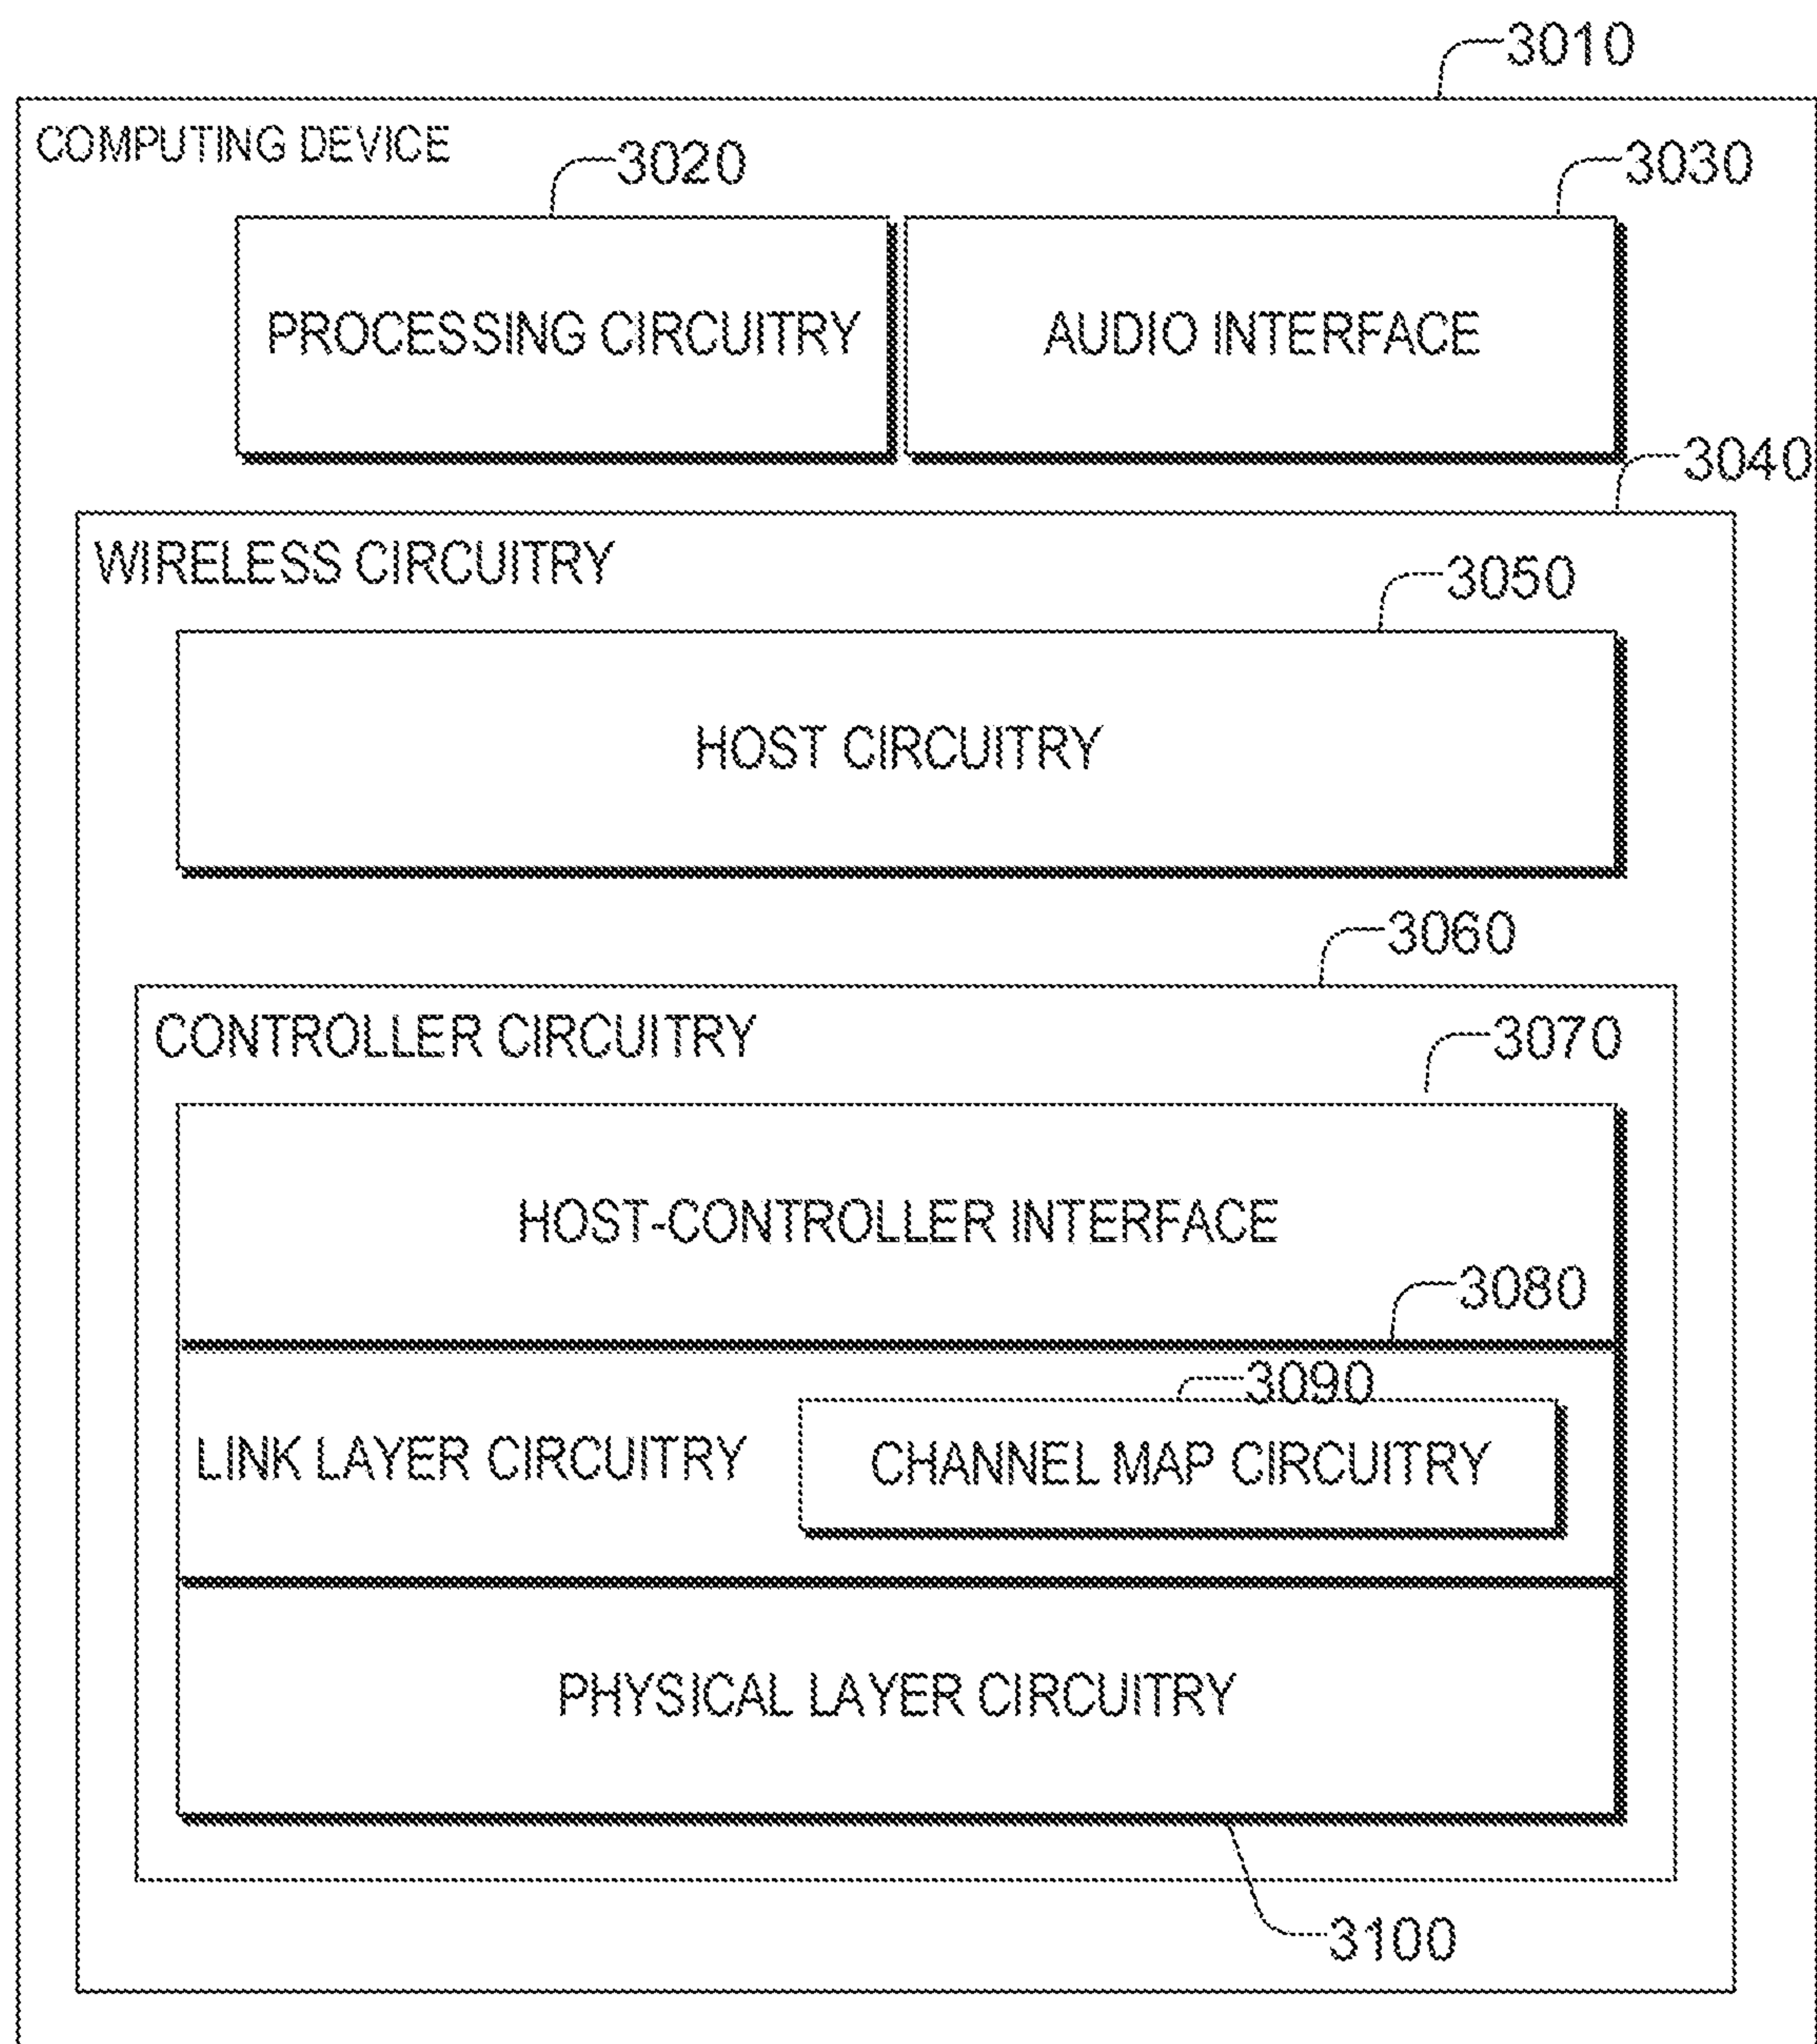 3010
COMPUTING DEVICE
3020
3030
PROCESSING CIRCUITRY
AUDIO INTERFACE
3040
WIRELESS CIRCUITRY
3050
HOST CIRCUITRY
3060
CONTROLLER CIRCUITRY
3070
HOST-CONTROLLER INTERFACE
3080
3090
LINK LAYER CIRCUITRY
CHANNEL MAP CIRCUITRY
PHYSICAL LAYER CIRCUITRY
3100